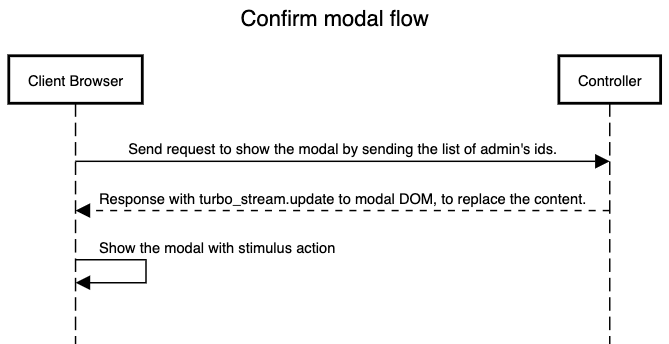 Confirm modal flow
Client Browser
Controller
Send request to show the modal by sending the list of admin's ids.
Response with turbo_stream.update to modal DOM, to replace the content.
Show the modal with stimulus action